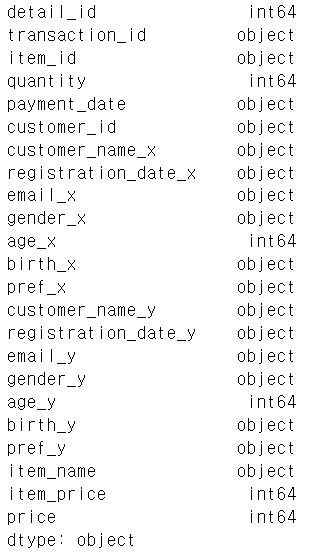 detail_id int64
transaction_id object
item_id object
quantity int64
payment_date object
customer_id object
customer_name_x object
registration_date_x object
email_x object
gender_x object
age_x int64
birth_x object
pref_x object
customer_name_y object
registration_date_y object
email_y object
gender_y object
age_y int64
birth_y object
pref_y object
item_name object
item_price int64
price int64
dtype: object